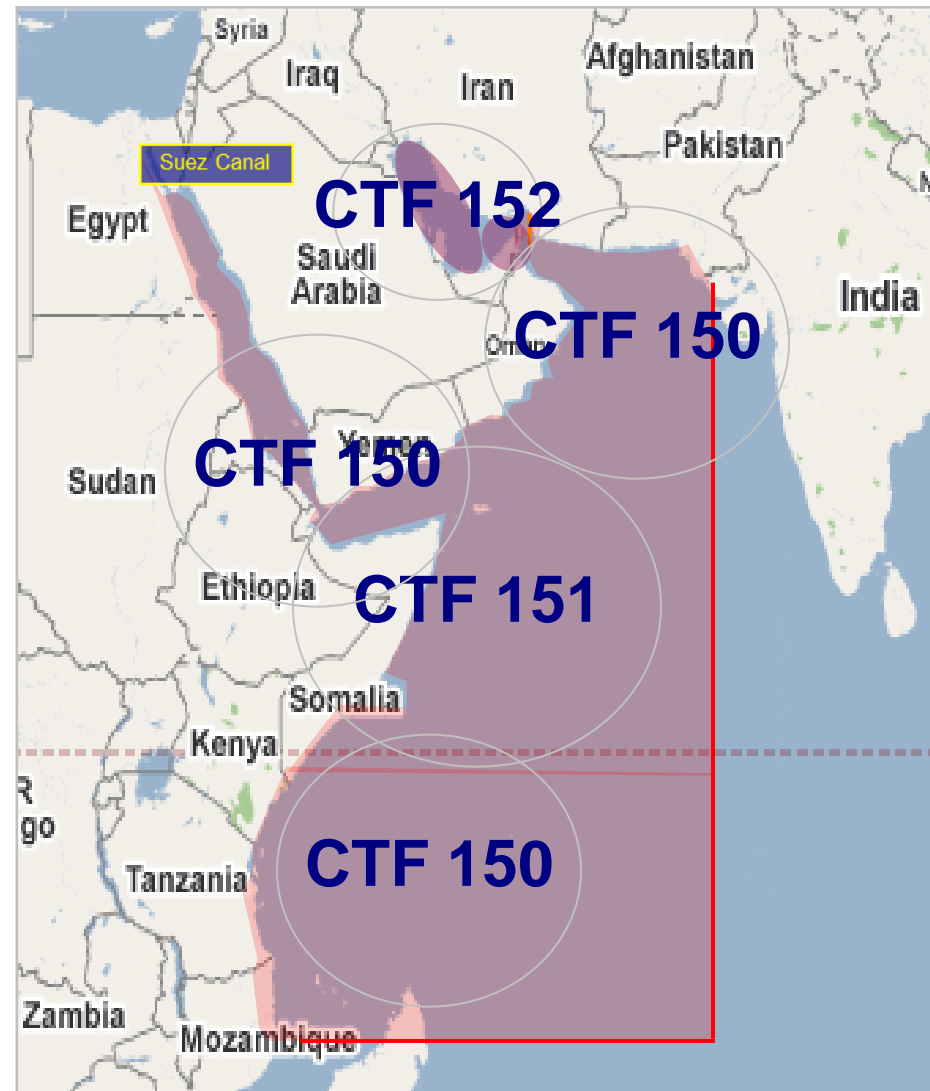 Syria
Afghanistan
Iraq
Iran
Pakistan
Suez Canal
CTF 152
Egypt
Saudi
Arabia
India
CTF 150
Oman
Yemen
CTF 150
Sudan
Ethiopia
CTF 151
Somalia
Kenya
R
go
CTF 150
Tanzania
Zambia
Mozambique